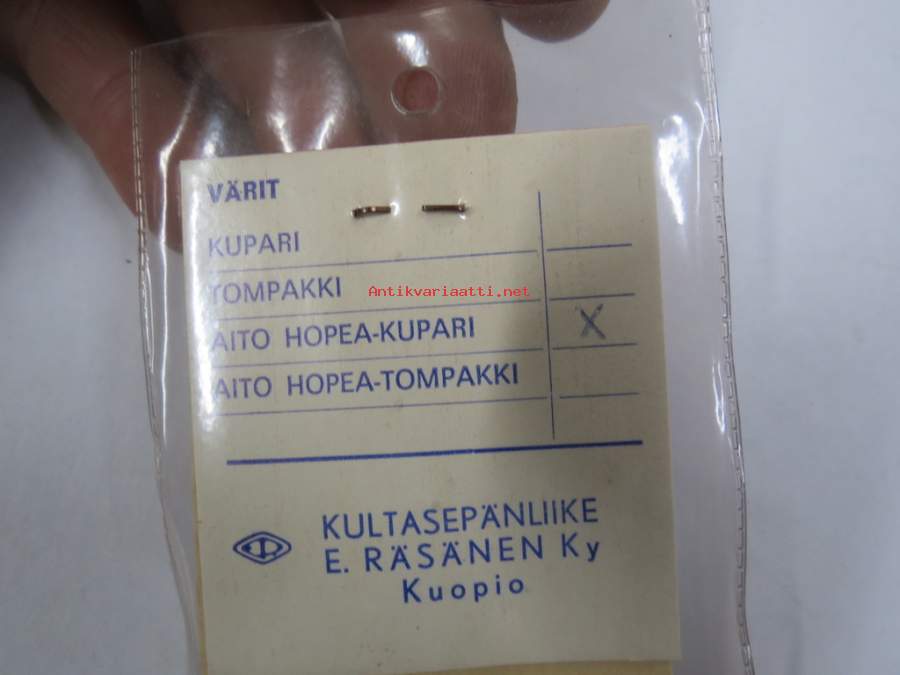 VÄRIT
KUPARI
TOMPAKKI
Antikvariaatti.net
AITO HOPEA-KUPARI X
AITO HOPEA-TOMPAKKI
KULTASEPÄNLIIKE
E. RÄSÄNEN Ky
Kuopio